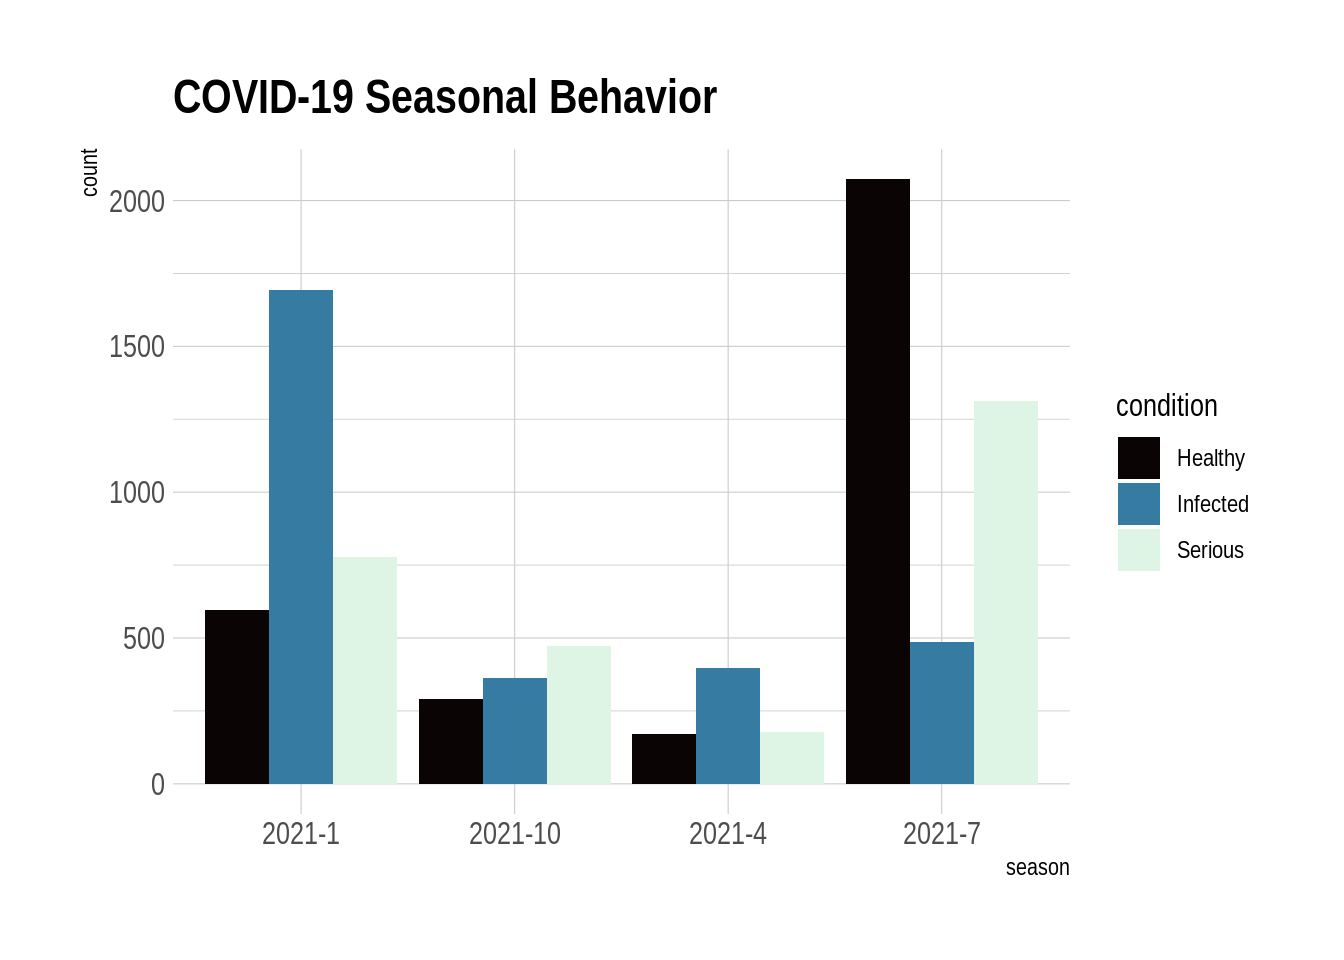 COVID-19 Seasonal Behavior
count
2000
1500
1000
500
0
2021-1
2021-10
2021-4
2021-7
season
condition
Healthy
Infected
Serious